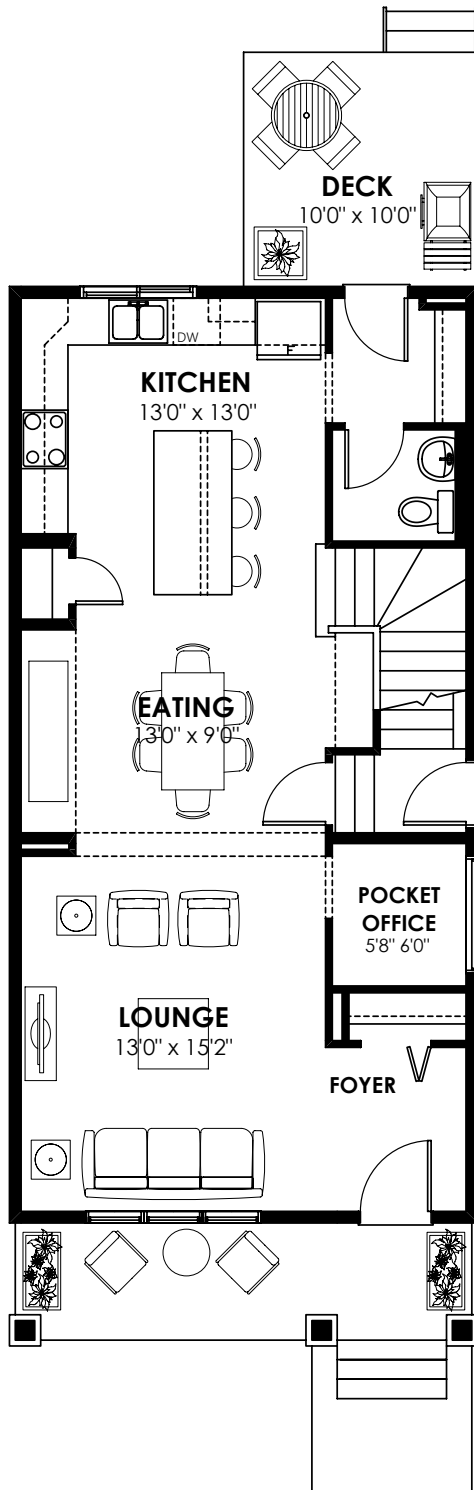 DECK
10'0" x 10'0"
DW
F
KITCHEN
13'0" x 13'0"
EATING
13'0" x 9'0"
POCKET
OFFICE
5'8" 6'0"
LOUNGE
13'0" x 15'2"
FOYER